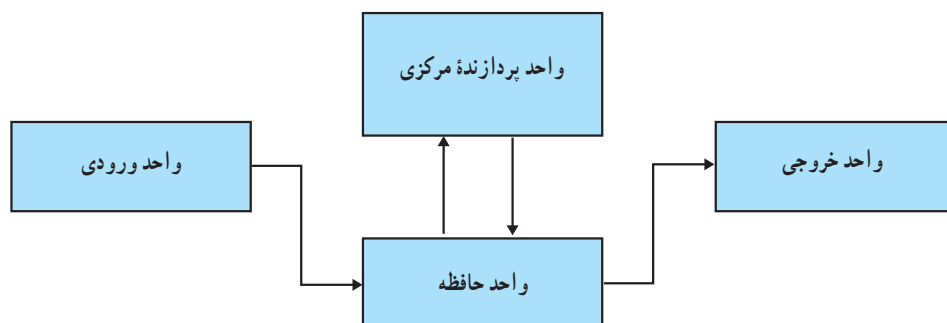 واحد پردازندهٔ مرکزی
واحد ورودی
واحد خروجی
واحد حافظه